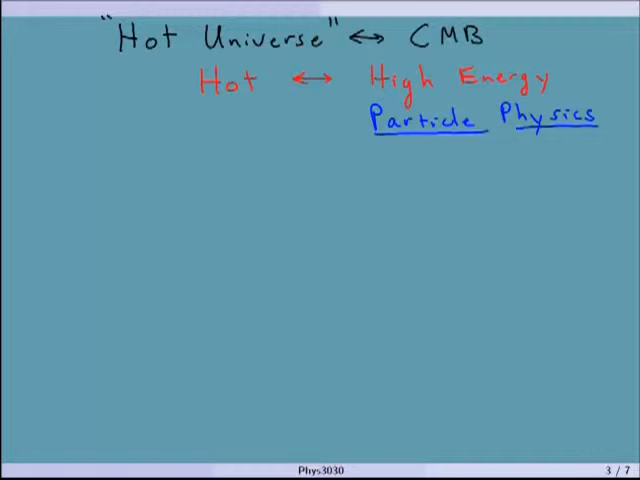 "Hot Universe" ↔ CMB
Hot ↔ High Energy
Particle Physics
Phys3030
3 / 7